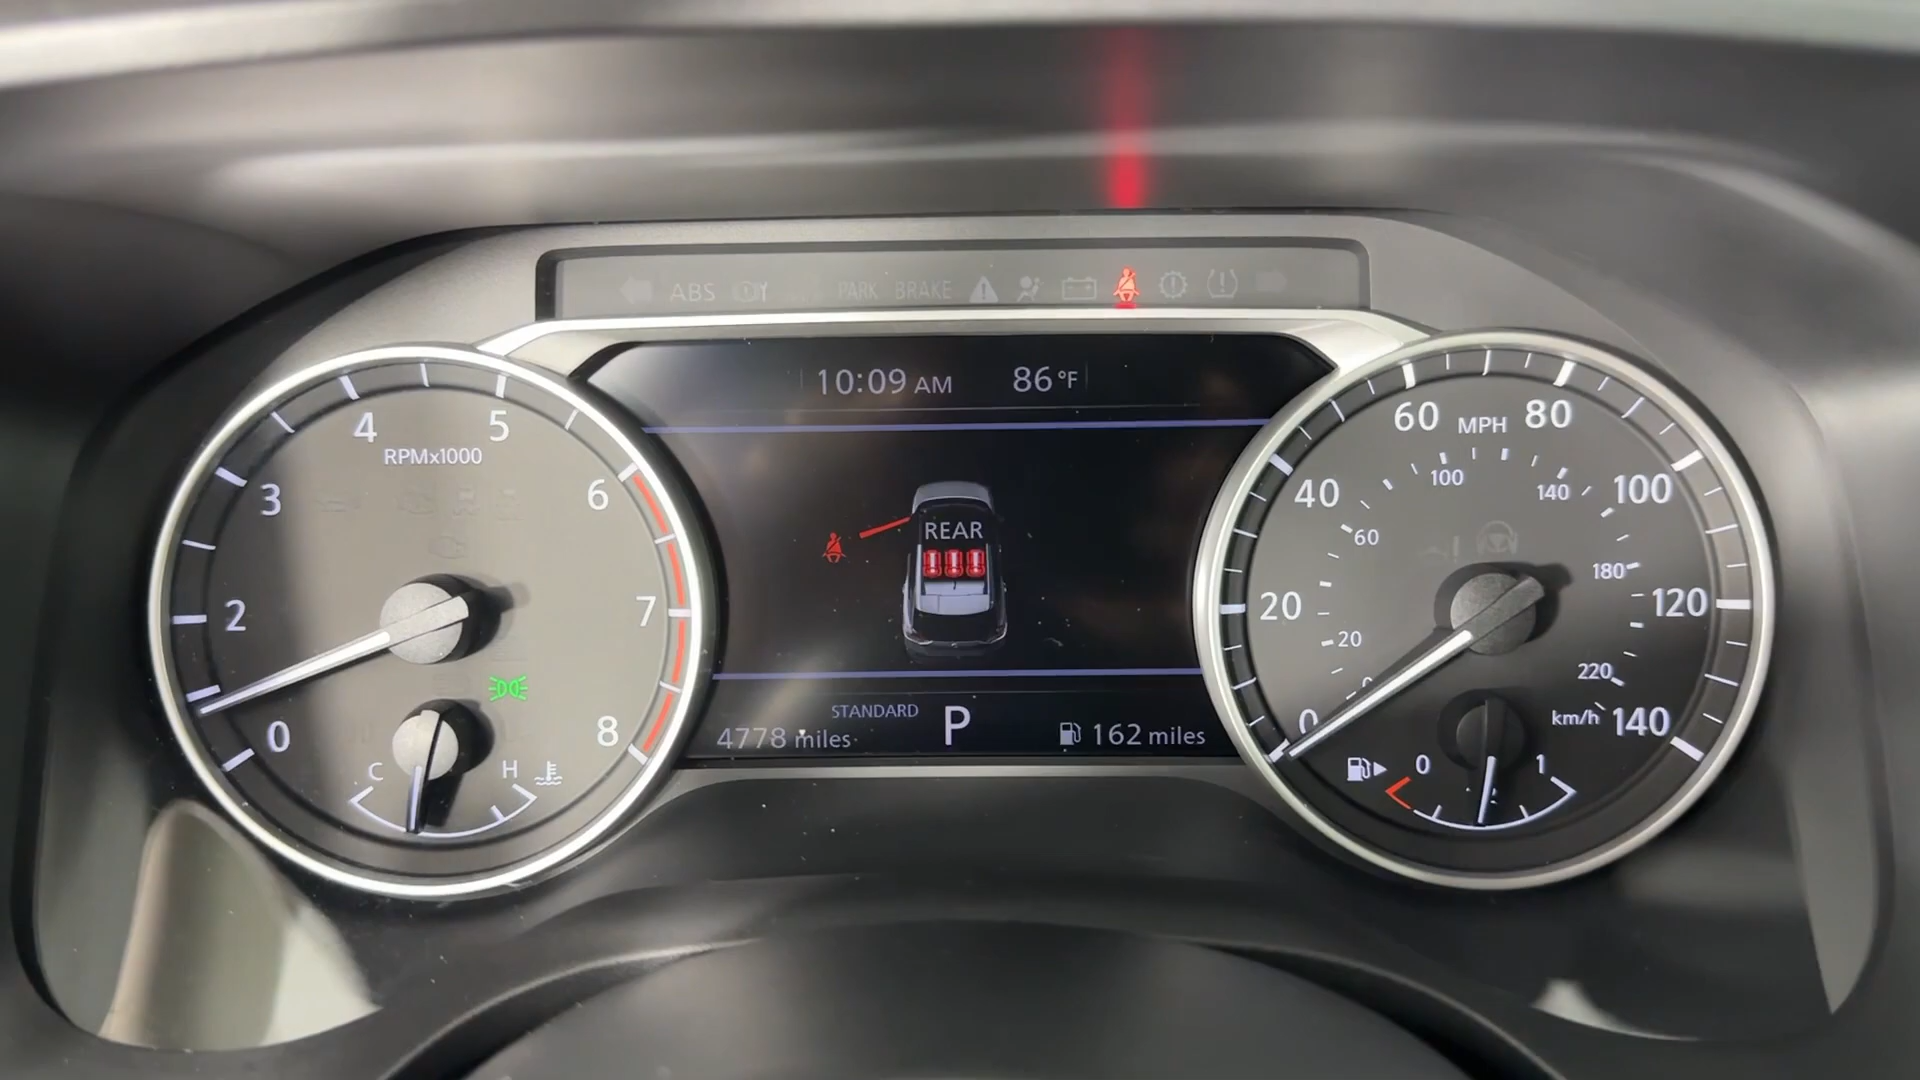 ABS
PARK BRAKE
10:09 AM 86°F
4 5
RPMx1000
3 6
2 7
0 8
C H
REAR
STANDARD P
4778 miles
162 miles
60 MPH 80
40 100
20 120
0 140
100 140
60 180
20 220
0 km/h
0 1